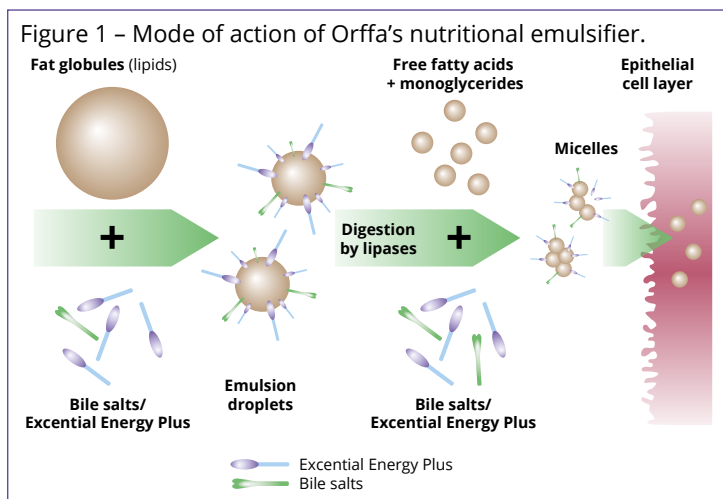 Figure 1 – Mode of action of Orffa's nutritional emulsifier.
Fat globules (lipids)
Free fatty acids
+ monoglycerides
Epithelial
cell layer
Micelles
+
Digestion
by lipases
+
Emulsion
droplets
Bile salts/
Excential Energy Plus
Bile salts/
Excential Energy Plus
Excential Energy Plus
Bile salts